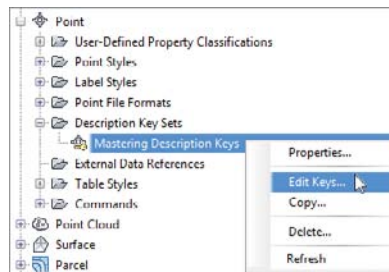 Point
User-Defined Property Classifications
Point Styles
Label Styles
Point File Formats
Description Key Sets
Mastering Description Keys
External Data References
Table Styles
Commands
Point Cloud
Surface
Parcel
Properties...
Edit Keys...
Copy...
Delete...
Refresh